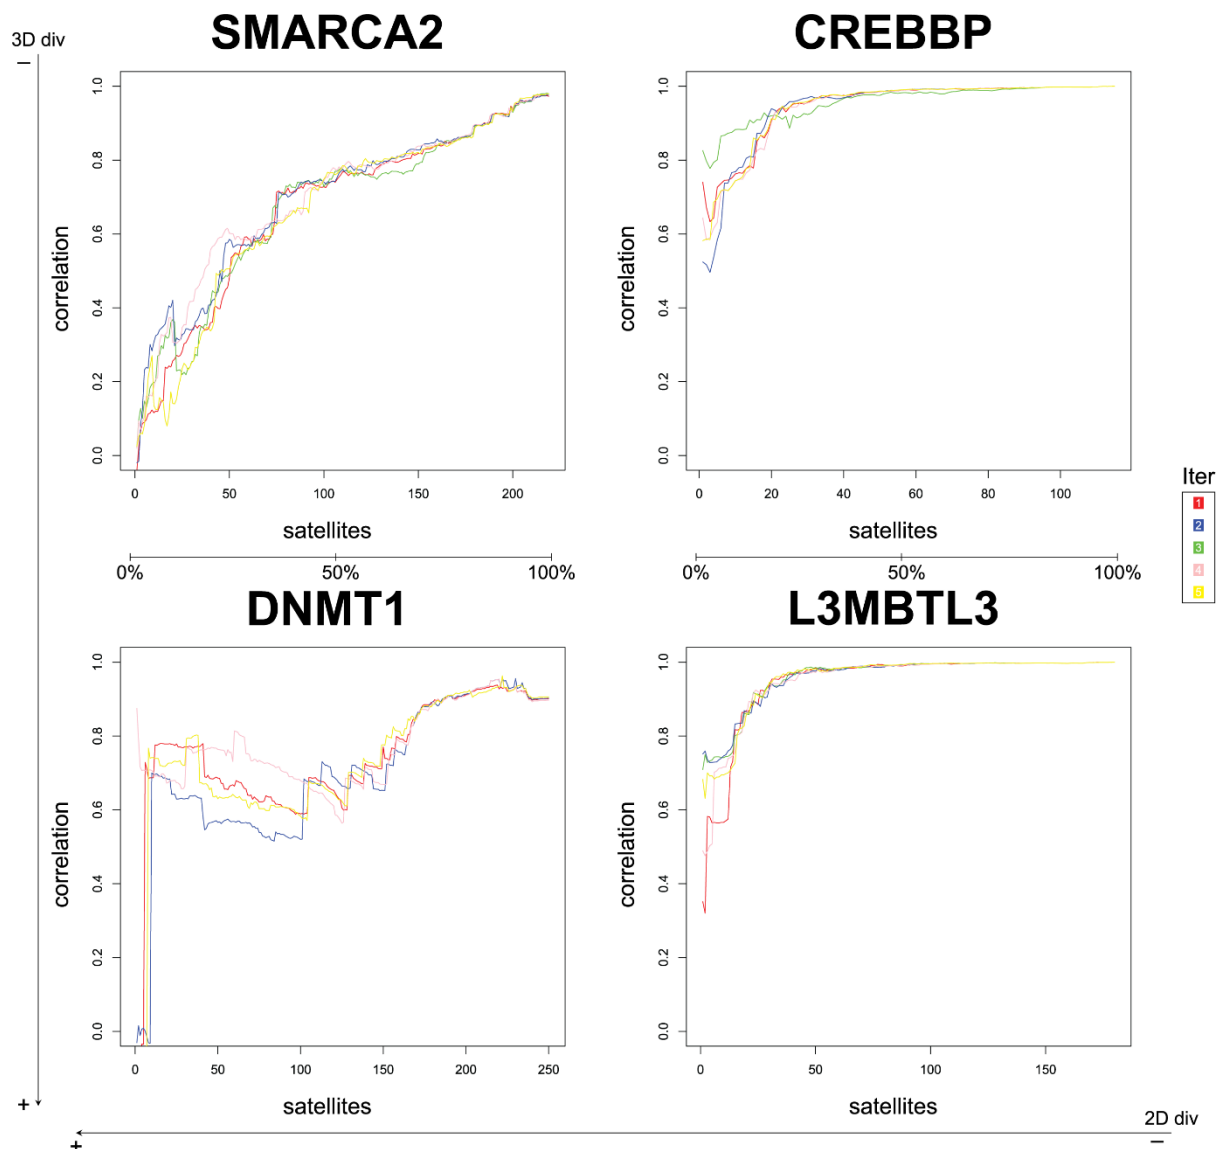 SMARCA2 CREBBP
3D div
−
correlation
0.0 0.2 0.4 0.6 0.8 1.0
0 50 100 150 200
satellites
0% 50% 100%
correlation
0.0 0.2 0.4 0.6 0.8 1.0
0 20 40 60 80 100
satellites
0% 50% 100%
Iter
1
2
3
4
5
DNMT1 L3MBTL3
correlation
0.0 0.2 0.4 0.6 0.8 1.0
0 50 100 150 200 250
satellites
correlation
0.0 0.2 0.4 0.6 0.8 1.0
0 50 100 150
satellites
+
2D div
+ −